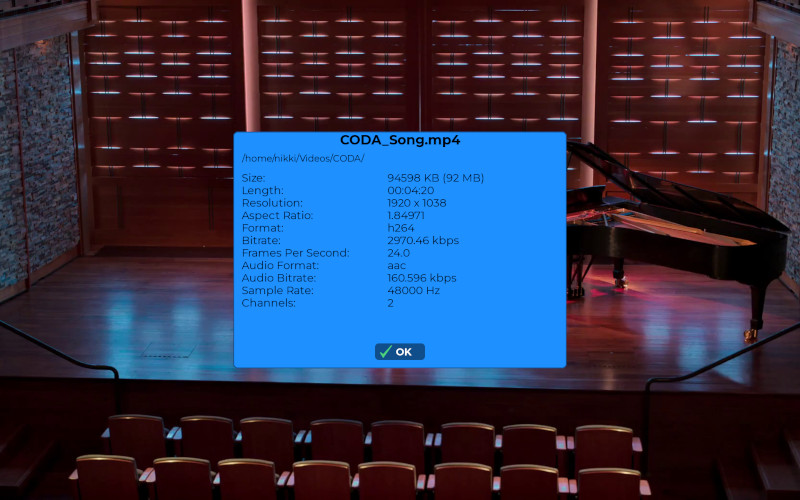 CODA_Song.mp4
/home/nikki/Videos/CODA/
Size: 94598 KB (92 MB)
Length: 00:04:20
Resolution: 1920 x 1038
Aspect Ratio: 1.84971
Format: h264
Bitrate: 2970.46 kbps
Frames Per Second: 24.0
Audio Format: aac
Audio Bitrate: 160.596 kbps
Sample Rate: 48000 Hz
Channels: 2
OK